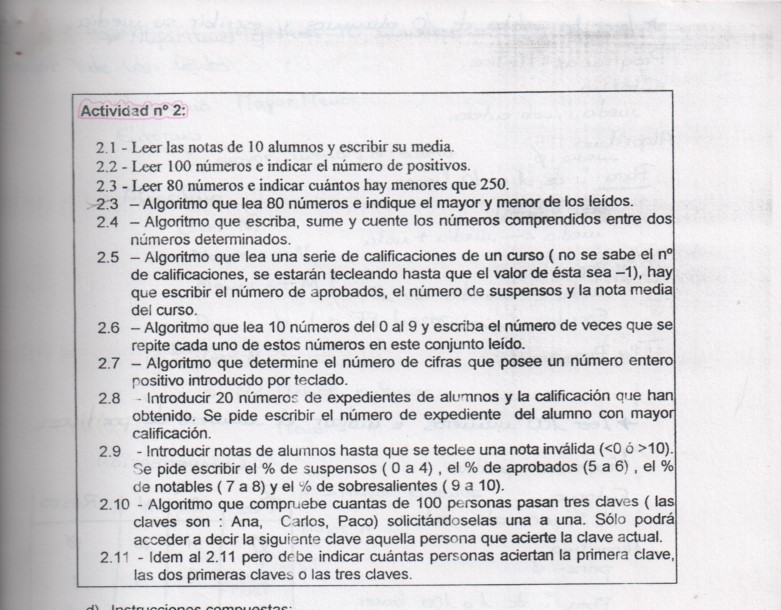 Actividad nº 2:
2.1 - Leer las notas de 10 alumnos y escribir su media.
2.2 - Leer 100 números e indicar el número de positivos.
2.3 - Leer 80 números e indicar cuántos hay menores que 250.
2.3 – Algoritmo que lea 80 números e indique el mayor y menor de los leídos.
2.4 – Algoritmo que escriba, sume y cuente los números comprendidos entre dos
números determinados.
2.5 – Algoritmo que lea una serie de calificaciones de un curso ( no se sabe el nº
de calificaciones, se estarán tecleando hasta que el valor de ésta sea –1), hay
que escribir el número de aprobados, el número de suspensos y la nota media
del curso.
2.6 – Algoritmo que lea 10 números del 0 al 9 y escriba el número de veces que se
repite cada uno de estos números en este conjunto leído.
2.7 – Algoritmo que determine el número de cifras que posee un número entero
positivo introducido por teclado.
2.8 - Introducir 20 números de expedientes de alumnos y la calificación que han
obtenido. Se pide escribir el número de expediente del alumno con mayor
calificación.
2.9 - Introducir notas de alumnos hasta que se teclee una nota inválida (<0 ó >10).
Se pide escribir el % de suspensos ( 0 a 4) , el % de aprobados (5 a 6) , el %
de notables ( 7 a 8) y el % de sobresalientes ( 9 a 10).
2.10 - Algoritmo que compruebe cuantas de 100 personas pasan tres claves ( las
claves son : Ana, Carlos, Paco) solicitándoselas una a una. Sólo podrá
acceder a decir la siguiente clave aquella persona que acierte la clave actual.
2.11 - Idem al 2.11 pero debe indicar cuántas personas aciertan la primera clave,
las dos primeras claves o las tres claves.
d) Instrucciones compuestas: